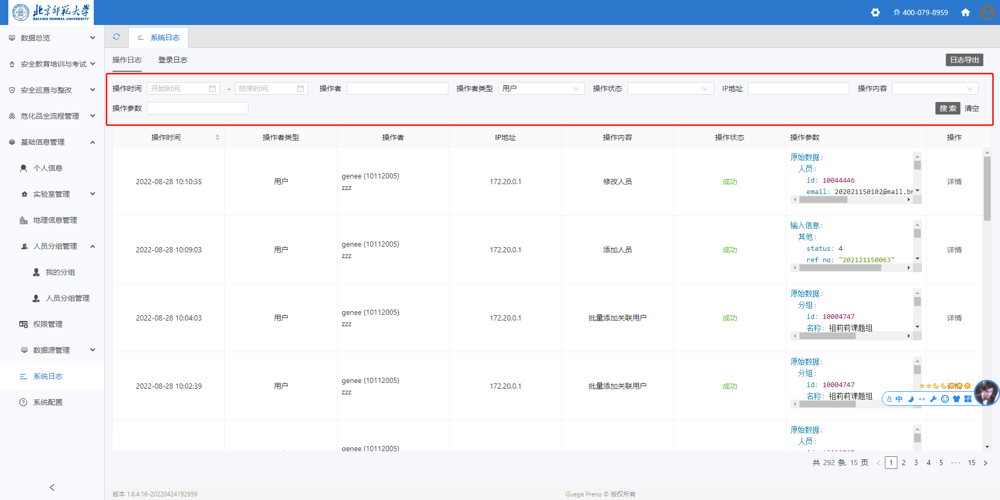 北京师范大学
BEIJING NORMAL UNIVERSITY
400-079-8959
数据总览
安全教育培训与考试
安全巡查与整改
危化品全流程管理
基础信息管理
个人信息
实验室管理
地理信息管理
人员分组管理
我的分组
人员分组管理
权限管理
数据源管理
系统日志
系统配置
系统日志
操作日志 登录日志 日志导出
操作时间 开始时间 - 结束时间 操作者 操作者类型 用户 操作状态 IP地址 操作内容
操作参数 搜 索 清空
操作时间 操作者类型 操作者 IP地址 操作内容 操作状态 操作参数 操作
2022-08-28 10:10:35 用户 genee (10112005) zzz 172.20.0.1 修改人员 成功 详情
原始数据:
人员:
id: 10044446
email: 202021150102@mail.br
2022-08-28 10:09:03 用户 genee (10112005) zzz 172.20.0.1 添加人员 成功 详情
输入信息:
其他:
status: 4
ref_no: "202121150063"
2022-08-28 10:04:03 用户 genee (10112005) zzz 172.20.0.1 批量添加关联用户 成功 详情
原始数据:
分组:
id: 10004747
名称: 祖莉莉课题组
2022-08-28 10:02:39 用户 genee (10112005) zzz 172.20.0.1 批量添加关联用户 成功
原始数据:
分组:
id: 10004747
名称: 祖莉莉课题组
中
genee (10112005)
原始数据:
人员:
共 292 条, 15 页 < 1 2 3 4 5 ••• 15 >
版本 1.6.4.16-20220424192959
Guege Preno © 版权所有